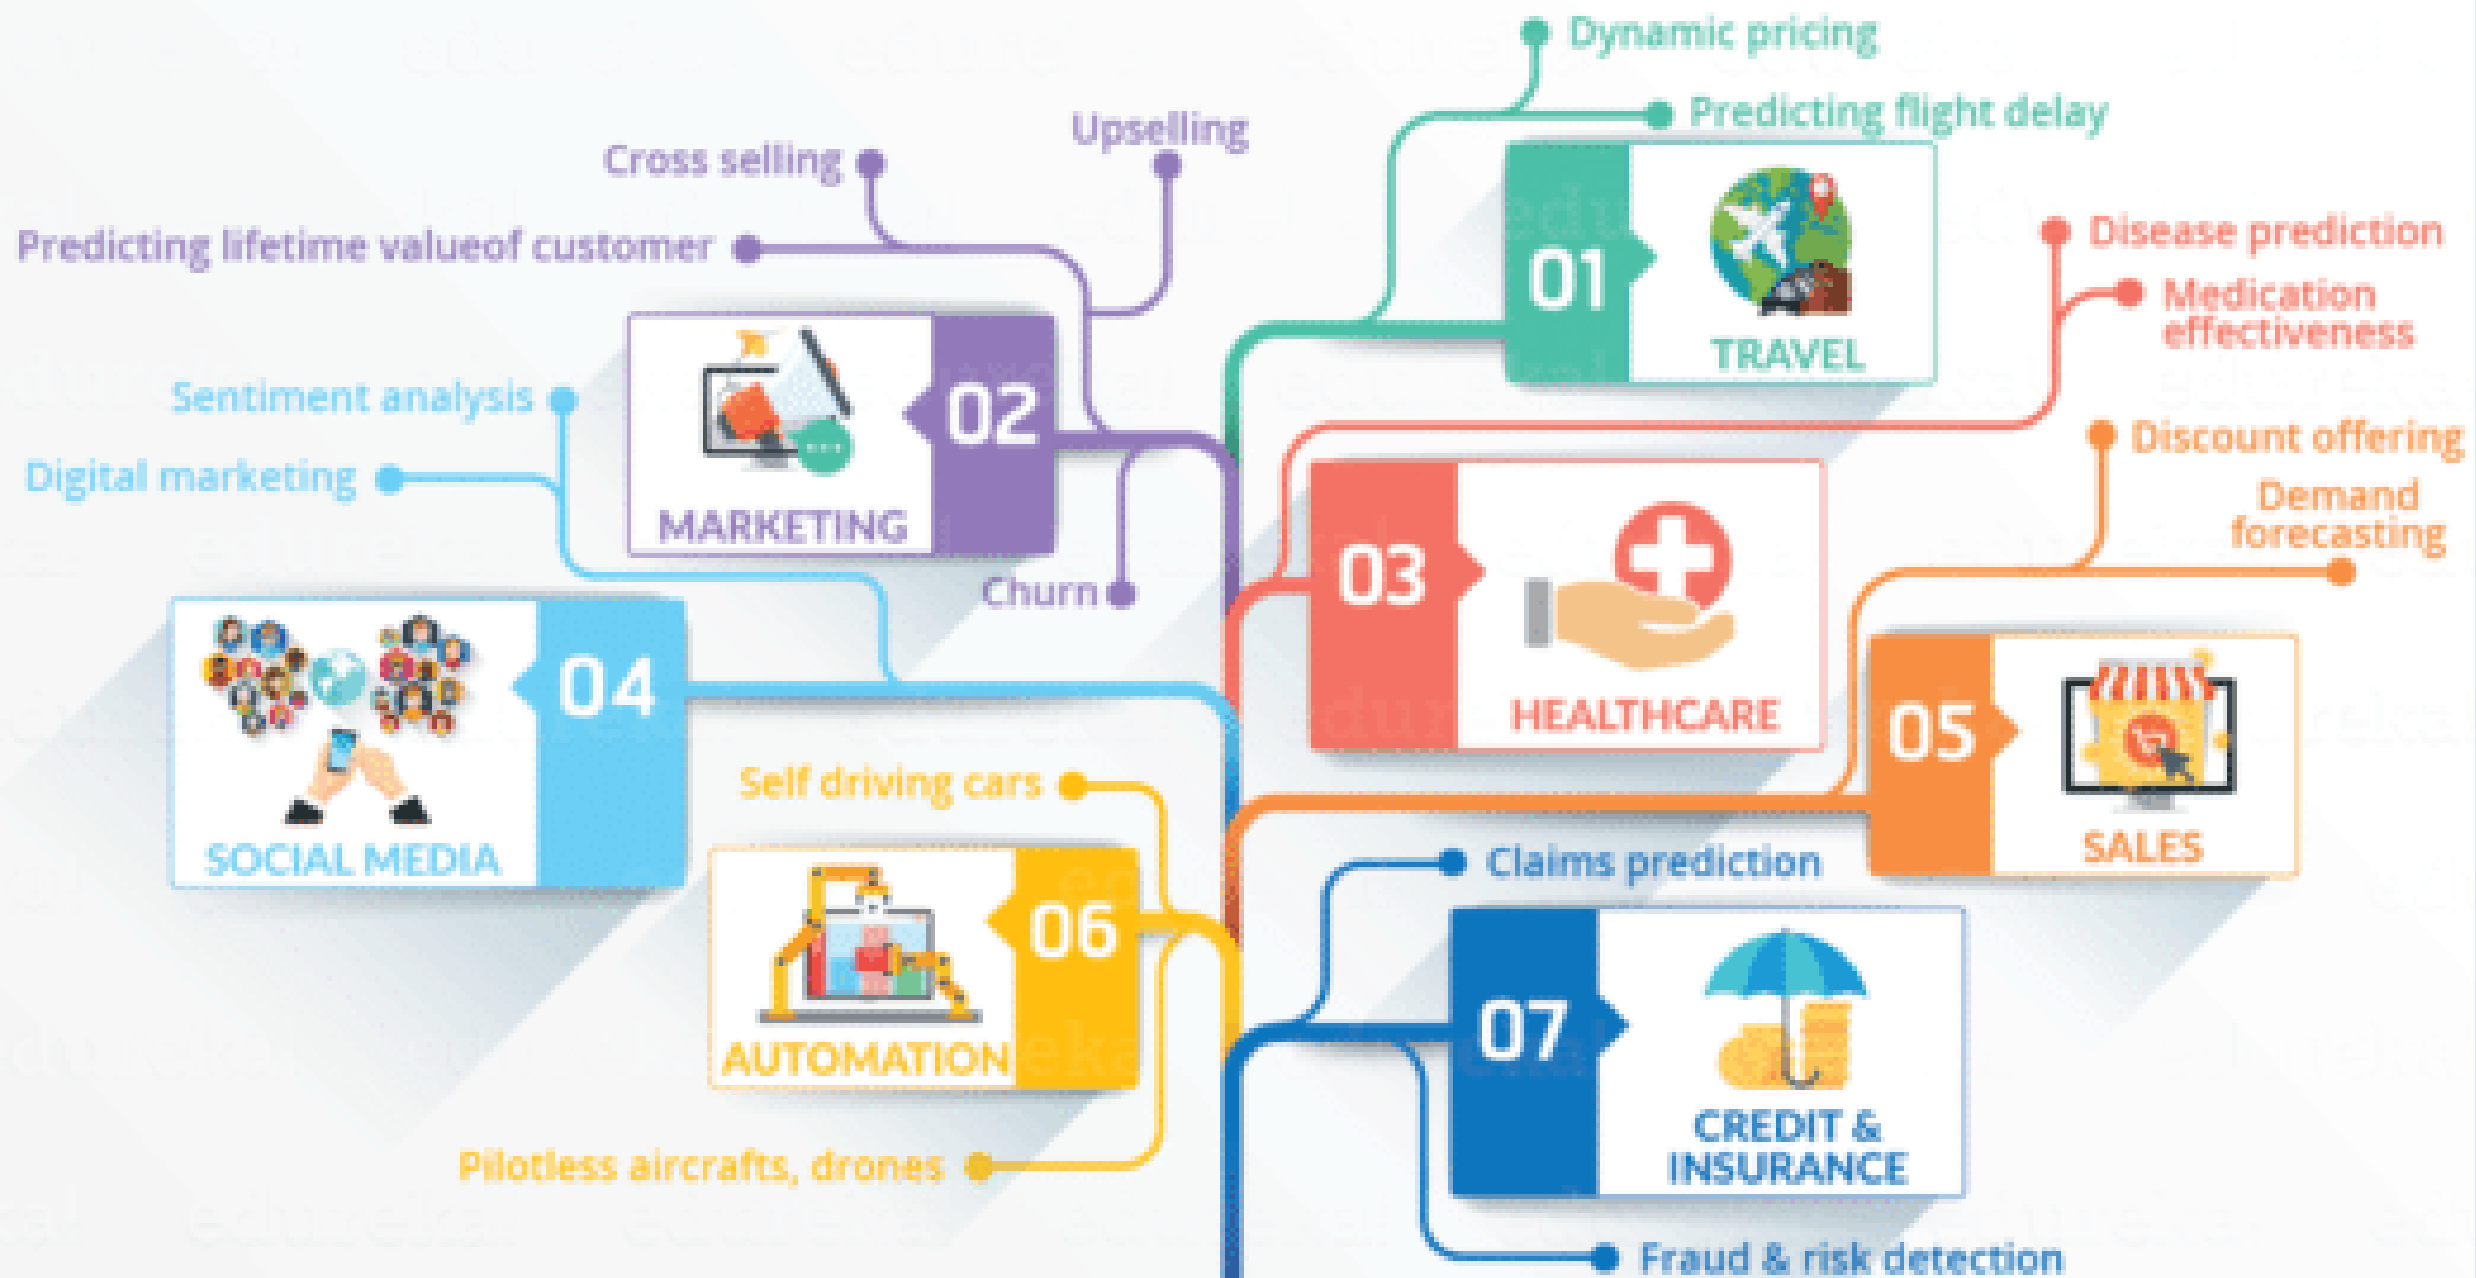 Dynamic pricing
Predicting flight delay
01
TRAVEL
Upselling
Cross selling
Predicting lifetime valueof customer
02
MARKETING
Churn
Disease prediction
Medication
effectiveness
03
HEALTHCARE
Sentiment analysis
Digital marketing
04
SOCIAL MEDIA
Discount offering
Demand
forecasting
05
SALES
Self driving cars
06
AUTOMATION
Pilotless aircrafts, drones
Claims prediction
07
CREDIT &
INSURANCE
Fraud & risk detection
edureka!